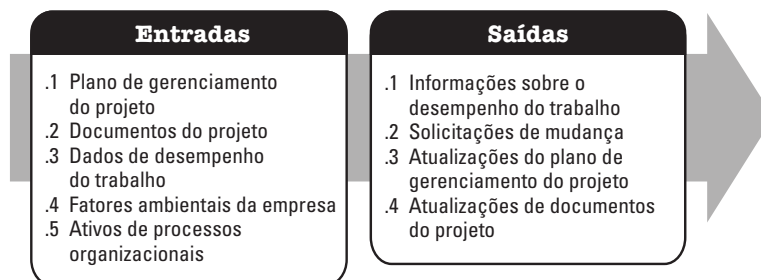 Entradas
.1 Plano de gerenciamento
do projeto
.2 Documentos do projeto
.3 Dados de desempenho
do trabalho
.4 Fatores ambientais da empresa
.5 Ativos de processos
organizacionais
Saídas
.1 Informações sobre o
desempenho do trabalho
.2 Solicitações de mudança
.3 Atualizações do plano de
gerenciamento do projeto
.4 Atualizações de documentos
do projeto